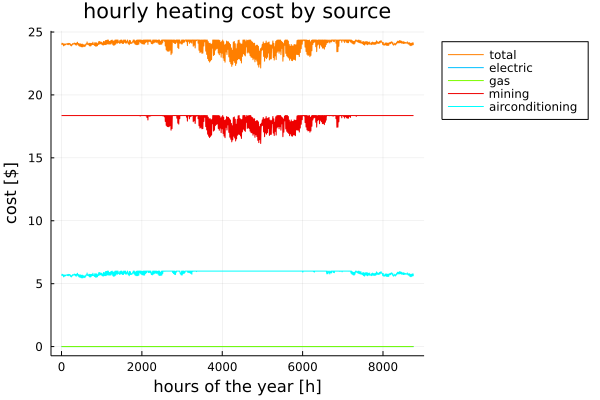 hourly heating cost by source
25
20
15
10
5
0
0 2000 4000 6000 8000
cost [$]
hours of the year [h]
total
electric
gas
mining
airconditioning